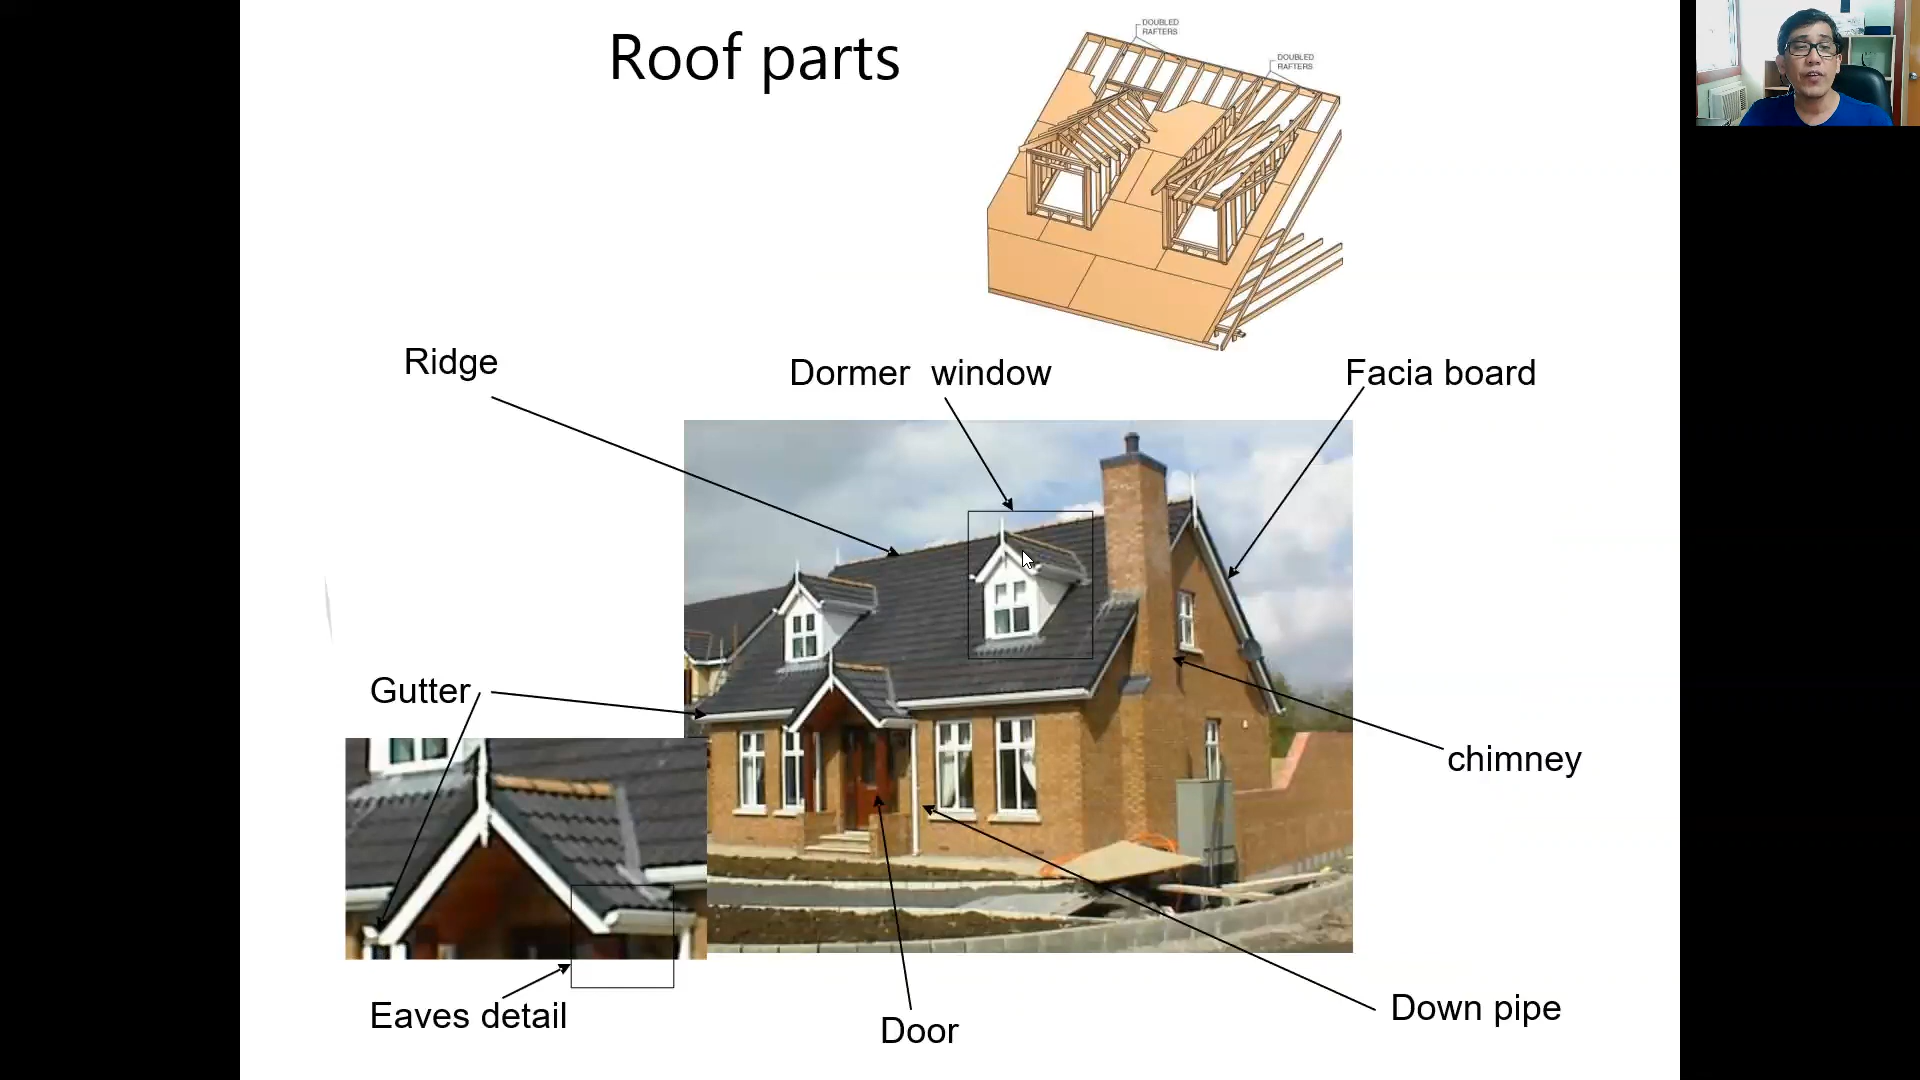 Roof parts
DOUBLED
RAFTERS
DOUBLED
RAFTERS
Ridge
Dormer window
Facia board
Gutter
chimney
Eaves detail
Door
Down pipe